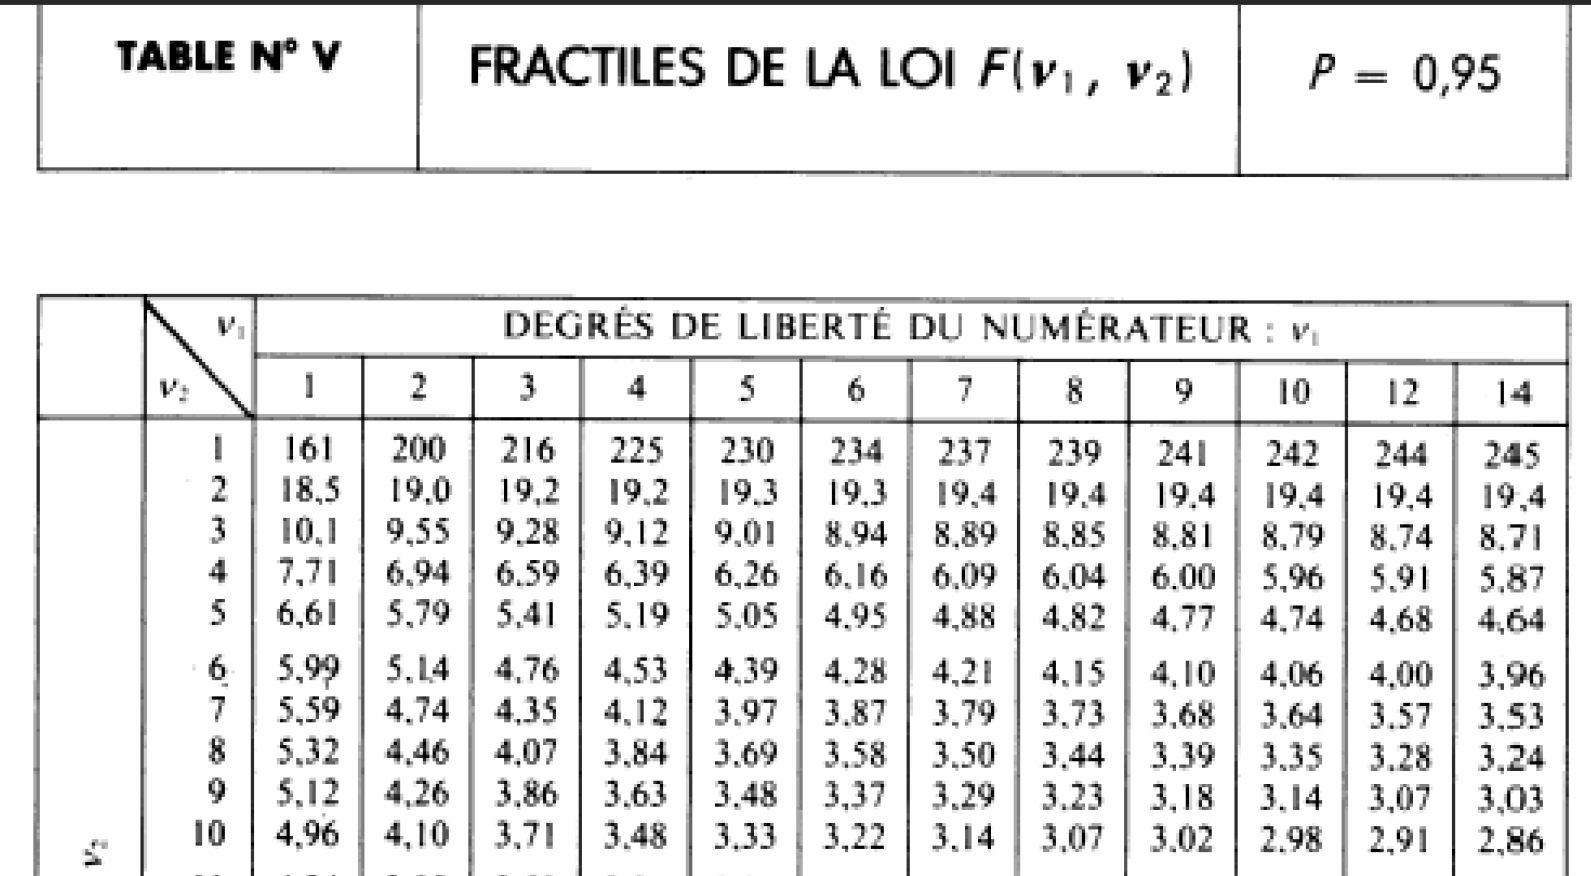 TABLE N° V FRACTILES DE LA LOI F(ν₁, ν₂) P = 0,95
ν₁ DEGRÉS DE LIBERTÉ DU NUMÉRATEUR : ν₁
ν₂ 1 2 3 4 5 6 7 8 9 10 12 14
1 161 200 216 225 230 234 237 239 241 242 244 245
2 18,5 19,0 19,2 19,2 19,3 19,3 19,4 19,4 19,4 19,4 19,4 19,4
3 10,1 9,55 9,28 9,12 9,01 8,94 8,89 8,85 8,81 8,79 8,74 8,71
4 7,71 6,94 6,59 6,39 6,26 6,16 6,09 6,04 6,00 5,96 5,91 5,87
5 6,61 5,79 5,41 5,19 5,05 4,95 4,88 4,82 4,77 4,74 4,68 4,64
6 5,99 5,14 4,76 4,53 4,39 4,28 4,21 4,15 4,10 4,06 4,00 3,96
7 5,59 4,74 4,35 4,12 3,97 3,87 3,79 3,73 3,68 3,64 3,57 3,53
8 5,32 4,46 4,07 3,84 3,69 3,58 3,50 3,44 3,39 3,35 3,28 3,24
9 5,12 4,26 3,86 3,63 3,48 3,37 3,29 3,23 3,18 3,14 3,07 3,03
10 4,96 4,10 3,71 3,48 3,33 3,22 3,14 3,07 3,02 2,98 2,91 2,86
ν₂